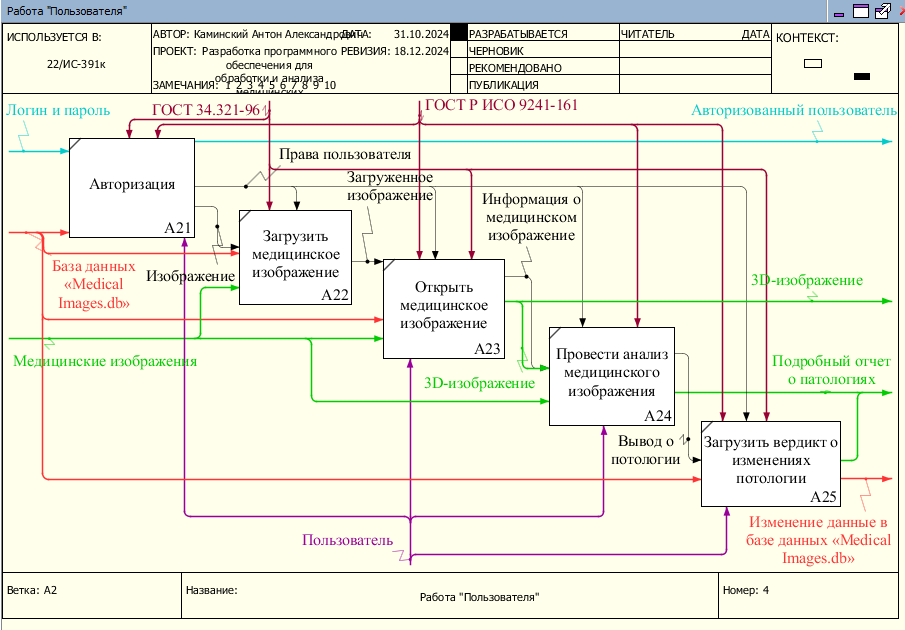 Работа "Пользователя"
ИСПОЛЬЗУЕТСЯ В:
22/ИС-391к
АВТОР: Каминский Антон Александрович
ДАТА: 31.10.2024
ПРОЕКТ: Разработка программного
обеспечения для
обработки и анализа
медицинских
РЕВИЗИЯ: 18.12.2024
ЗАМЕЧАНИЯ: 1 2 3 4 5 6 7 8 9 10
РАЗРАБАТЫВАЕТСЯ
ЧЕРНОВИК
РЕКОМЕНДОВАНО
ПУБЛИКАЦИЯ
ЧИТАТЕЛЬ
ДАТА
КОНТЕКСТ:
Логин и пароль
ГОСТ 34.321-96
ГОСТ Р ИСО 9241-161
Авторизованный пользователь
Права пользователя
Авторизация
A21
Загруженное
изображение
Информация о
медицинском
изображение
Загрузить
медицинское
изображение
A22
База данных
«Medical
Images.db»
Изображение
Открыть
медицинское
изображение
A23
3D-изображение
Медицинские изображения
3D-изображение
Провести анализ
медицинского
изображения
A24
Подробный отчет
о патологиях
Вывод о
потологии
Загрузить вердикт о
изменениях
потологии
A25
Пользователь
Изменение данные в
базе данных «Medical
Images.db»
Ветка: A2
Название:
Работа "Пользователя"
Номер: 4